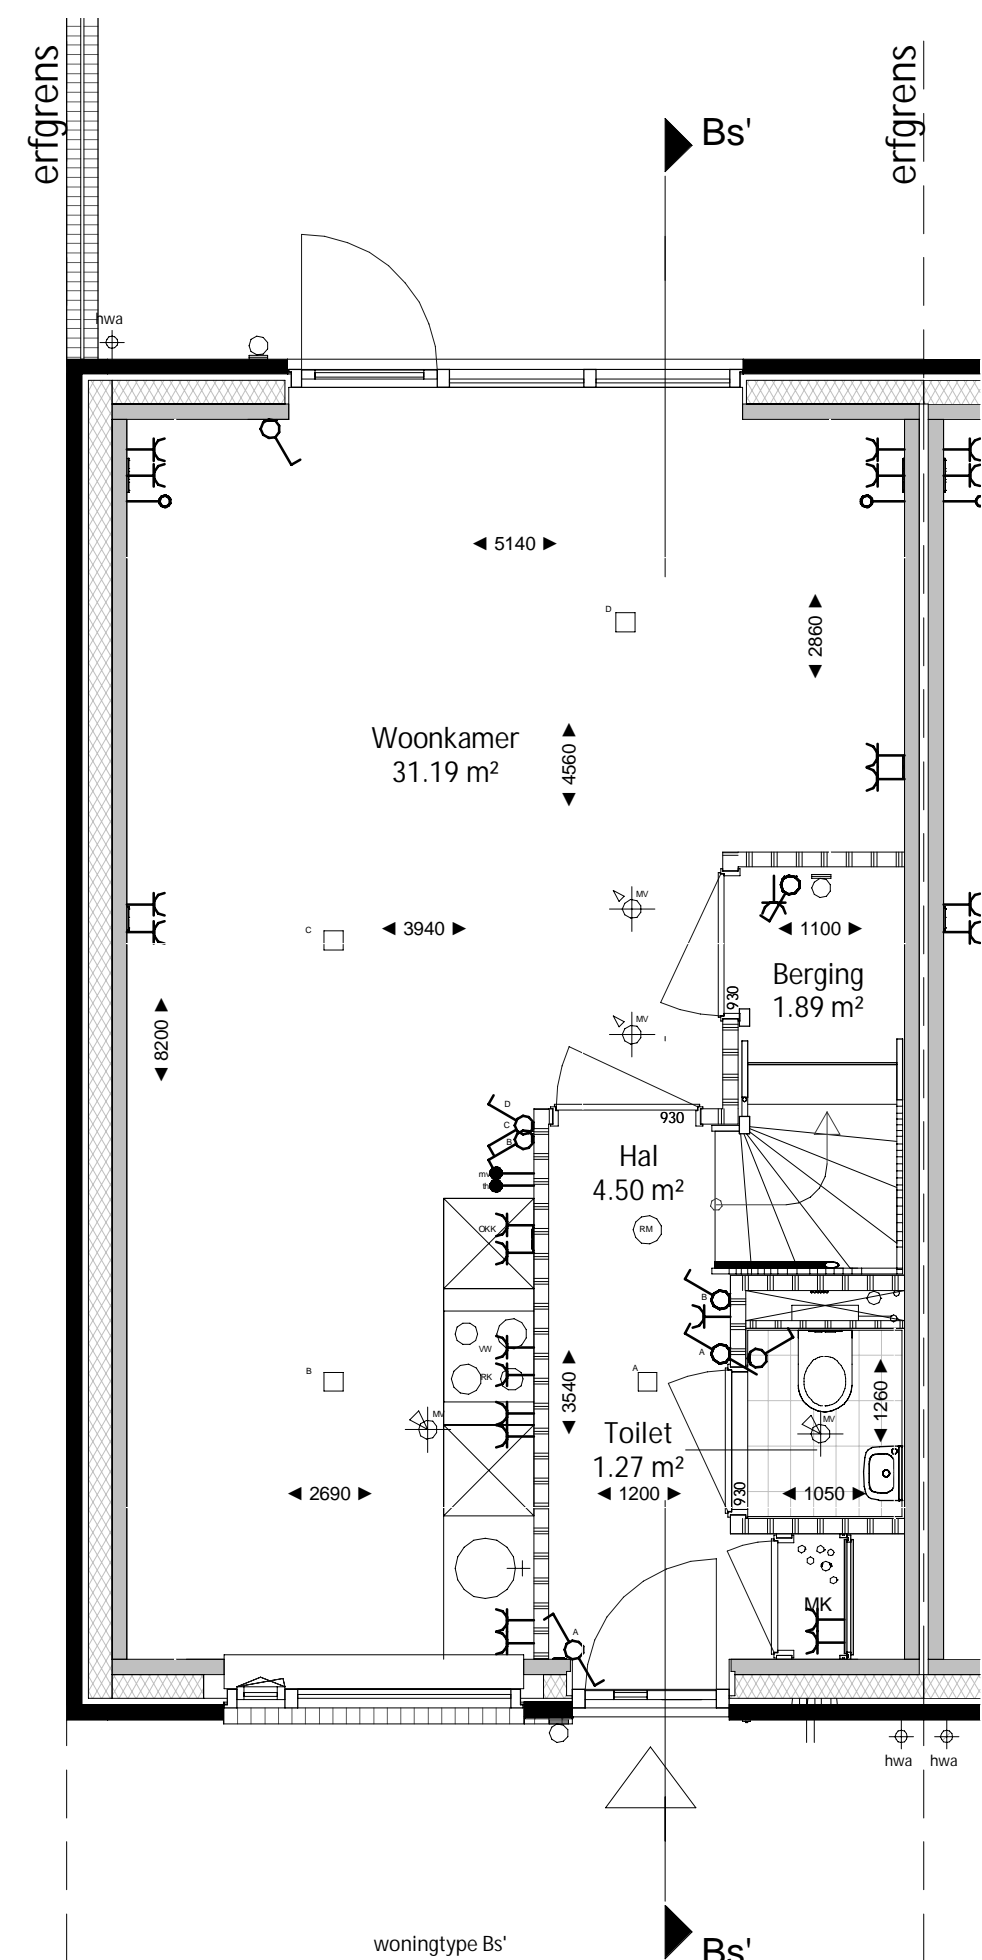 erfgrens
erfgrens
Bs'
hwa
5140
D
2860
Woonkamer
31.19 m²
4560
MV
C
3940
1100
Berging
1.89 m²
930
8200
MV
D
C
B
930
Hal
4.50 m²
mv
th
OKK
RM
B
VW
RK
A
B
A
3540
1260
MV
MV
Toilet
1.27 m²
2690
1200
930
1050
MK
A
hwa
hwa
woningtype Bs'
Bs'